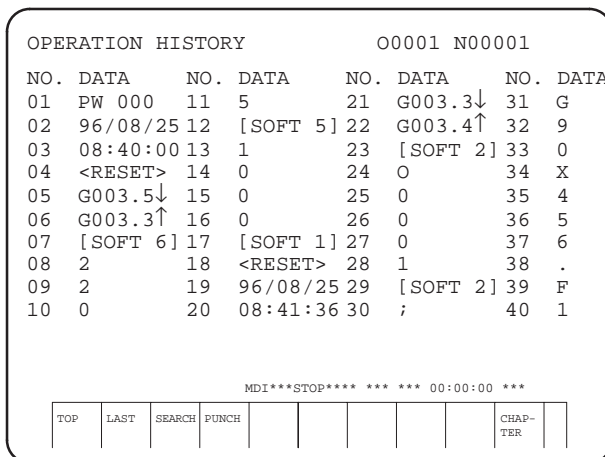 OPERATION HISTORY O0001 N00001
NO. DATA NO. DATA NO. DATA NO. DATA
01 PW 000 11 5 21 G003.3↓ 31 G
02 96/08/25 12 [SOFT 5] 22 G003.4↑ 32 9
03 08:40:00 13 1 23 [SOFT 2] 33 0
04 <RESET> 14 0 24 O 34 X
05 G003.5↓ 15 0 25 0 35 4
06 G003.3↑ 16 0 26 0 36 5
07 [SOFT 6] 17 [SOFT 1] 27 0 37 6
08 2 18 <RESET> 28 1 38 .
09 2 19 96/08/25 29 [SOFT 2] 39 F
10 0 20 08:41:36 30 ; 40 1
MDI***STOP**** *** *** 00:00:00 ***
TOP LAST SEARCH PUNCH CHAP-
TER